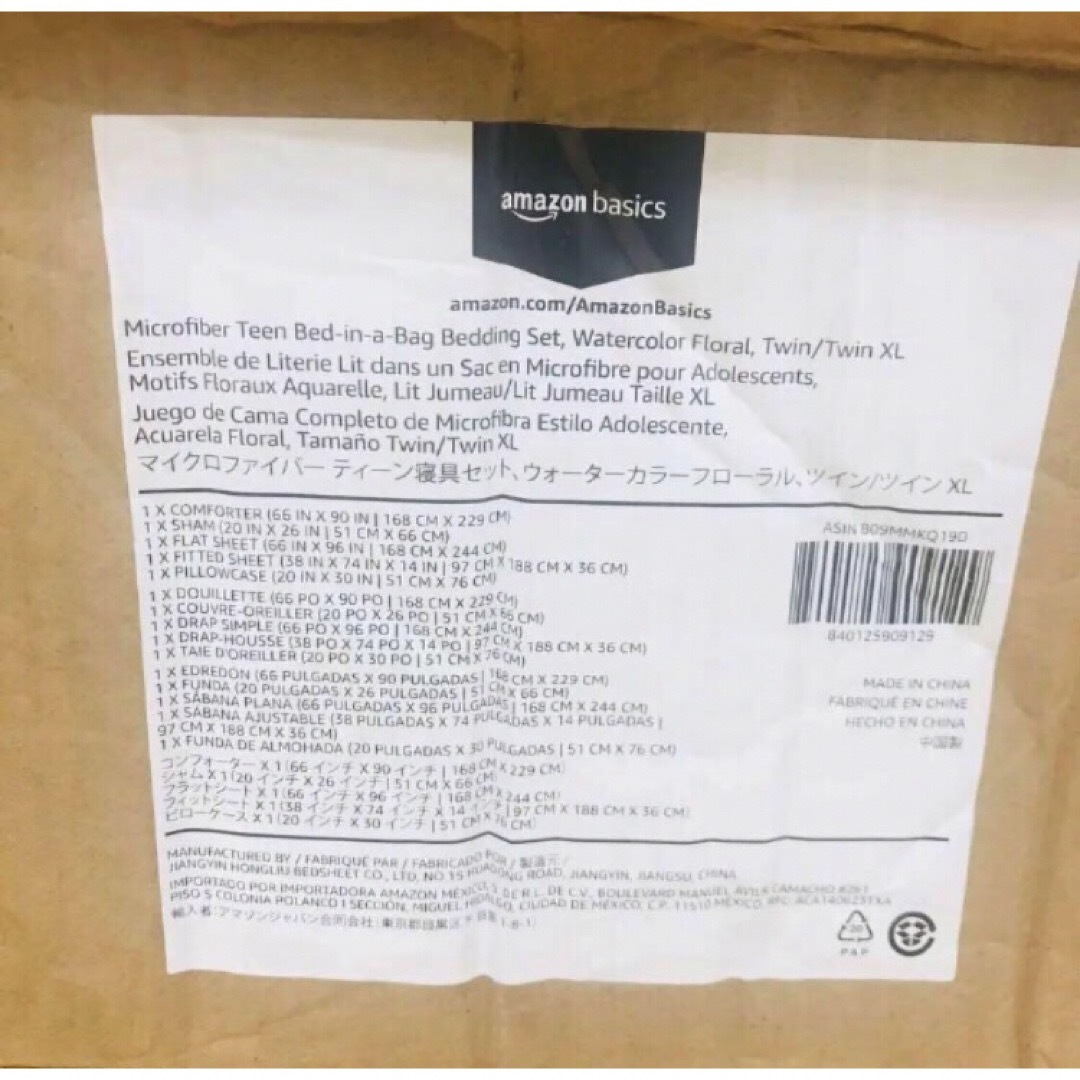 amazon basics
amazon.com/AmazonBasics
Microfiber Teen Bed-in-a-Bag Bedding Set, Watercolor Floral, Twin/Twin XL
Ensemble de Literie Lit dans un Sac en Microfibre pour Adolescents,
Motifs Floraux Aquarelle, Lit Jumeau/Lit Jumeau Taille XL
Juego de Cama Completo de Microfibra Estilo Adolescente,
Acuarela Floral, Tamaño Twin/Twin XL
マイクロファイバー ティーン寝具セット、ウォーターカラーフローラル、ツイン/ツイン XL
1 X COMFORTER (66 IN X 90 IN | 168 CM X 229 CM)
1 X SHAM (20 IN X 26 IN | 51 CM X 66 CM)
1 X FLAT SHEET (66 IN X 96 IN | 168 CM X 244 CM)
1 X FITTED SHEET (38 IN X 74 IN X 14 IN | 97 CM X 188 CM X 36 CM)
1 X PILLOWCASE (20 IN X 30 IN | 51 CM X 76 CM)
1 X DOUILLETTE (66 PO X 90 PO | 168 CM X 229 CM)
1 X COUVRE-OREILLER (20 PO X 26 PO | 51 CM X 66 CM)
1 X DRAP SIMPLE (66 PO X 96 PO | 168 CM X 244 CM)
1 X DRAP-HOUSSE (38 PO X 74 PO X 14 PO | 97 CM X 188 CM X 36 CM)
1 X TAIE D'OREILLER (20 PO X 30 PO | 51 CM X 76 CM)
1 X EDREDON (66 PULGADAS X 90 PULGADAS | 168 CM X 229 CM)
1 X FUNDA (20 PULGADAS X 26 PULGADAS | 51 CM X 66 CM)
1 X SÁBANA PLANA (66 PULGADAS X 96 PULGADAS | 168 CM X 244 CM)
1 X SÁBANA AJUSTABLE (38 PULGADAS X 74 PULGADAS X 14 PULGADAS |
97 CM X 188 CM X 36 CM)
1 X FUNDA DE ALMOHADA (20 PULGADAS X 30 PULGADAS | 51 CM X 76 CM)
コンフォーター X 1 (66 インチ X 90 インチ | 168 CM X 229 CM)
シャム X 1 (20 インチ X 26 インチ | 51 CM X 66 CM)
フラットシート X 1 (66 インチ X 96 インチ | 168 CM X 244 CM)
フィットシート X 1 (38 インチ X 74 インチ X 14 インチ | 97 CM X 188 CM X 36 CM)
ピローケース X 1 (20 インチ X 30 インチ | 51 CM X 76 CM)
ASIN B09MMKQ19D
840125909129
MADE IN CHINA
FABRIQUÉ EN CHINE
HECHO EN CHINA
中国製
MANUFACTURED BY / FABRIQUÉ PAR / FABRICADO POR / 製造元 /
JIANGYIN HONGLIU BEDSHEET CO., LTD, NO 15 HUAGONG ROAD, JIANGYIN, JIANGSU, CHINA
IMPORTADO POR IMPORTADORA AMAZON MÉXICO, S. DE R.L. DE C.V., BOULEVARD MANUEL ÁVILA CAMACHO #261
PISO 5 COLONIA POLANCO I SECCIÓN, MIGUEL HIDALGO, CIUDAD DE MÉXICO, C.P. 11510 MEXICO.
輸入者：アマゾンジャパン合同会社：東京都目黒区 1-8-1
20
PAP